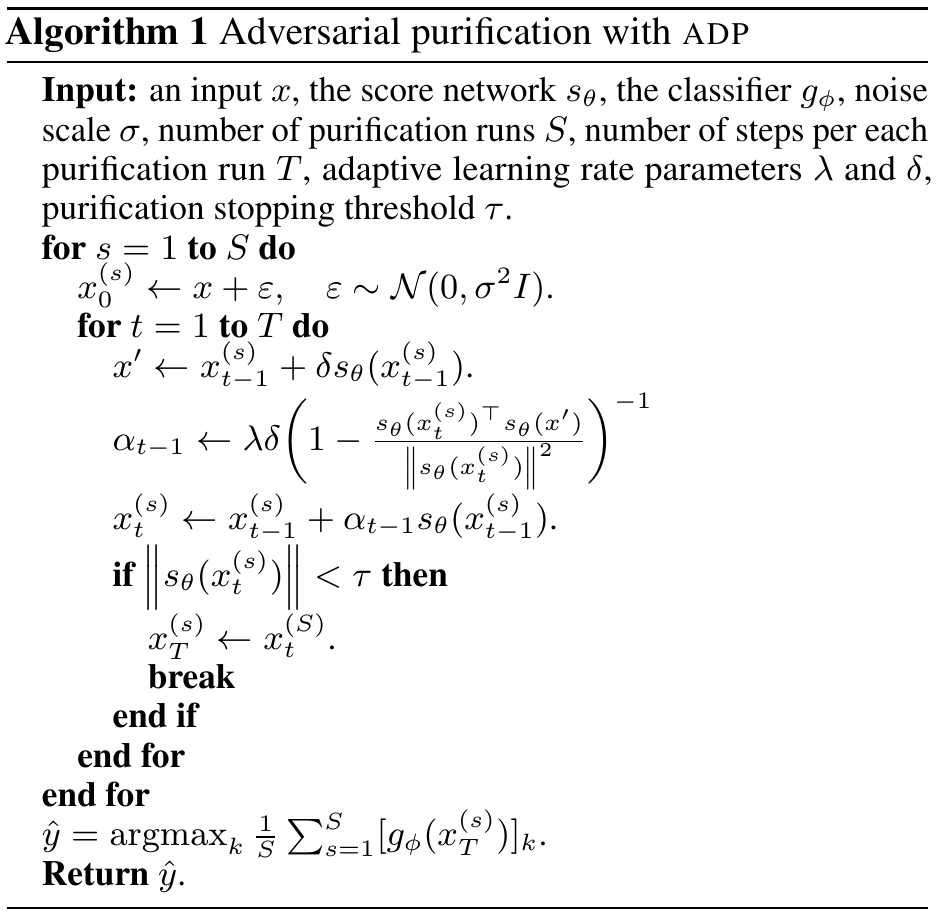 Algorithm 1 Adversarial purification with ADP
Input: an input $x$, the score network $s_\theta$, the classifier $g_\phi$, noise
scale $\sigma$, number of purification runs $S$, number of steps per each
purification run $T$, adaptive learning rate parameters $\lambda$ and $\delta$,
purification stopping threshold $\tau$.
for $s = 1$ to $S$ do
$x_0^{(s)} \leftarrow x + \varepsilon, \quad \varepsilon \sim \mathcal{N}(0, \sigma^2 I).$
for $t = 1$ to $T$ do
$x' \leftarrow x_{t-1}^{(s)} + \delta s_\theta(x_{t-1}^{(s)}).$
$\alpha_{t-1} \leftarrow \lambda\delta \left(1 - \frac{s_\theta(x_t^{(s)})^\top s_\theta(x')}{\left\| s_\theta(x_t^{(s)}) \right\|^2}\right)^{-1}$
$x_t^{(s)} \leftarrow x_{t-1}^{(s)} + \alpha_{t-1} s_\theta(x_{t-1}^{(s)}).$
if $\left\| s_\theta(x_t^{(s)}) \right\| < \tau$ then
$x_T^{(s)} \leftarrow x_t^{(S)}.$
break
end if
end for
end for
$\hat{y} = \text{argmax}_k \frac{1}{S} \sum_{s=1}^{S} [g_\phi(x_T^{(s)})]_k.$
Return $\hat{y}$.